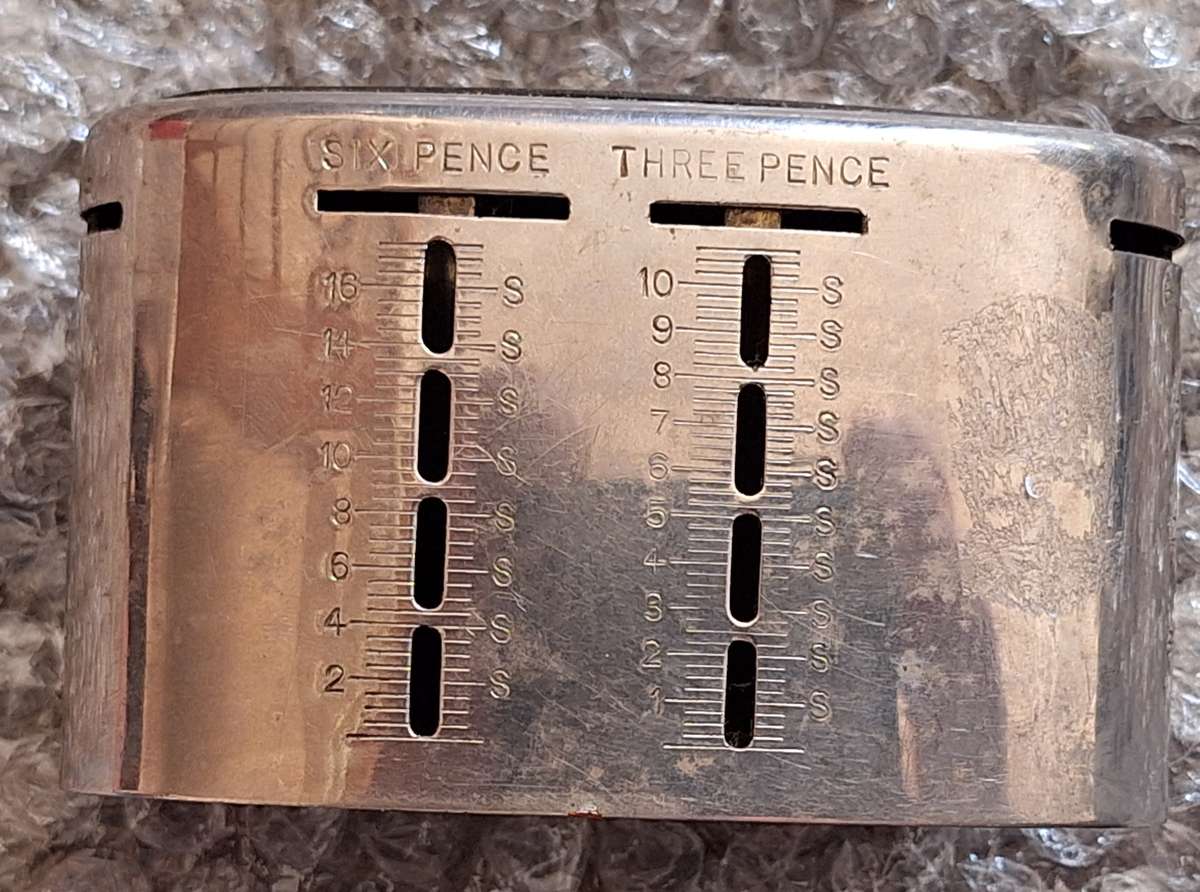 SIX PENCE THREE PENCE
16 S 10 S
14 S 9 S
12 S 8 S
10 S 7 S
8 S 6 S
6 S 5 S
4 S 4 S
2 S 3 S
2 S
1 S